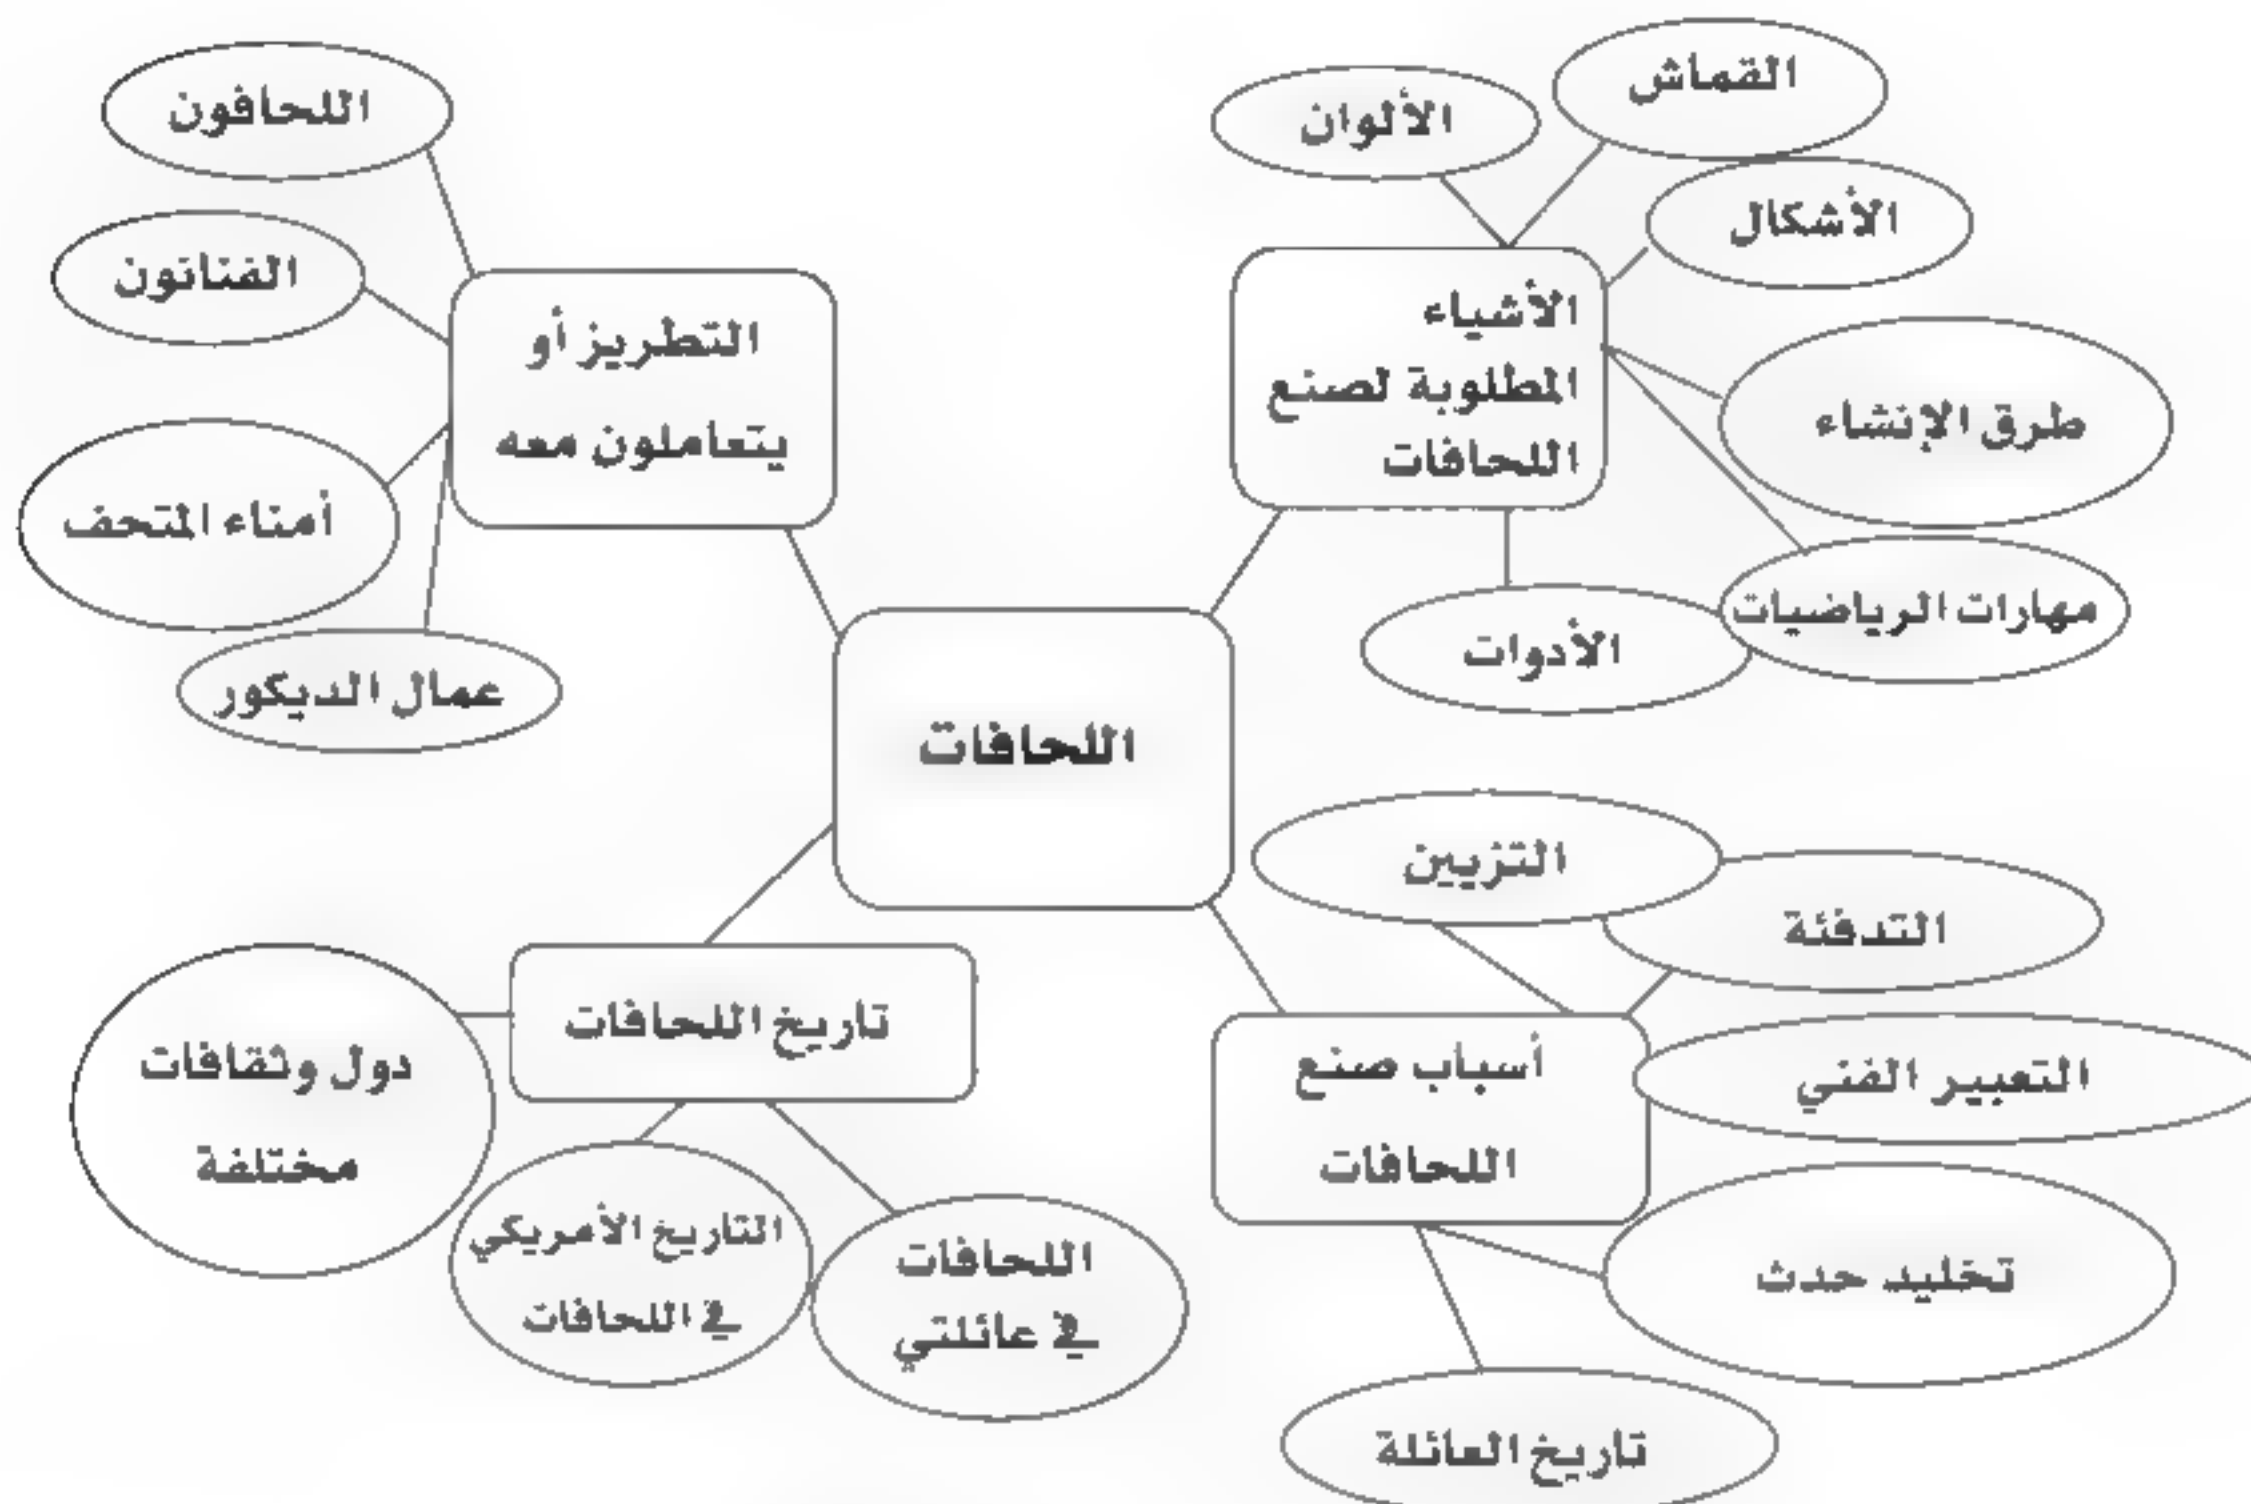 اللحافات
الأشياء
المطلوبة لصنع
اللحافات
القماش
الألوان
الأشكال
طرق الإنشاء
مهارات الرياضيات
الأدوات
التطريز أو
يتعاملون معه
اللحافون
الفنانون
أمناء المتحف
عمال الديكور
أسباب صنع
اللحافات
التزيين
التدفئة
التعبير الفني
تخليد حدث
تاريخ العائلة
تاريخ اللحافات
دول وثقافات
مختلفة
التاريخ الأمريكي
في اللحافات
اللحافات
في عائلتي